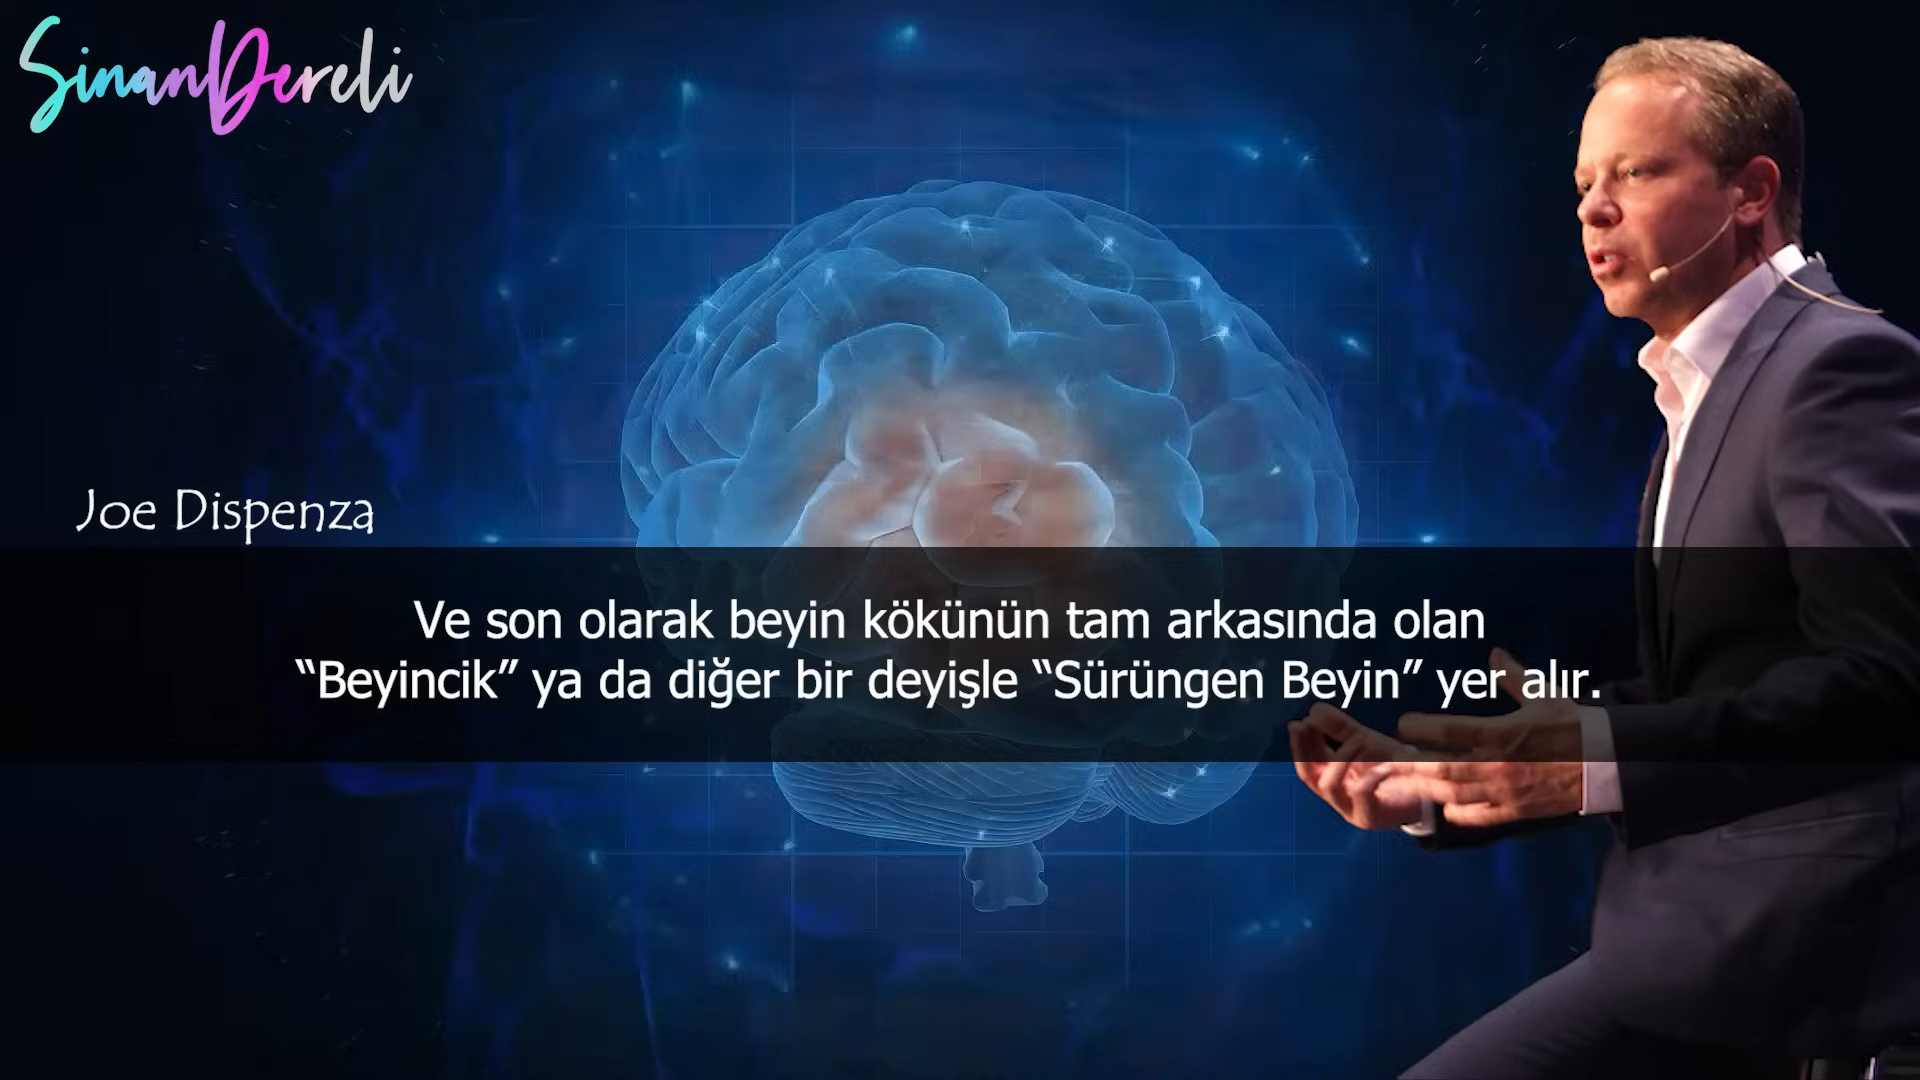 SinanDereli
Joe Dispenza
Ve son olarak beyin kökünün tam arkasında olan
“Beyincik” ya da diğer bir deyişle “Sürüngen Beyin” yer alır.